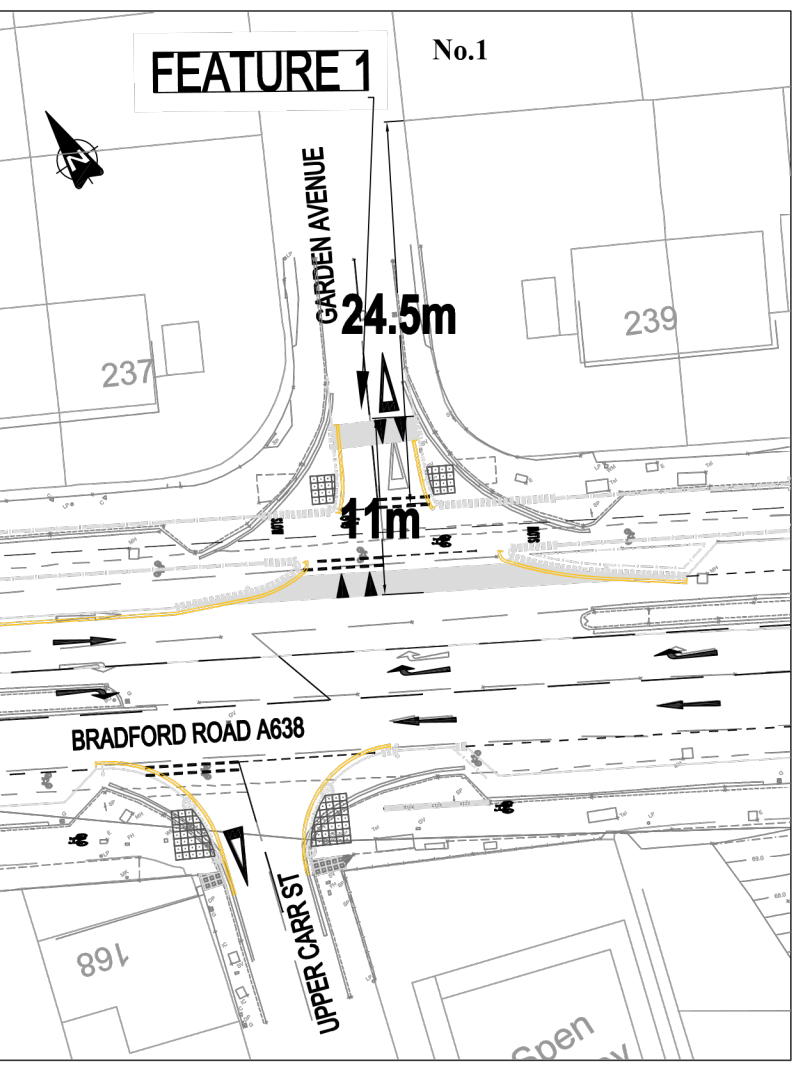 FEATURE 1
No.1
N
GARDEN AVENUE
24.5m
239
237
11m
SLOW
SLOW
BRADFORD ROAD A638
UPPER CARR ST
168
Spen